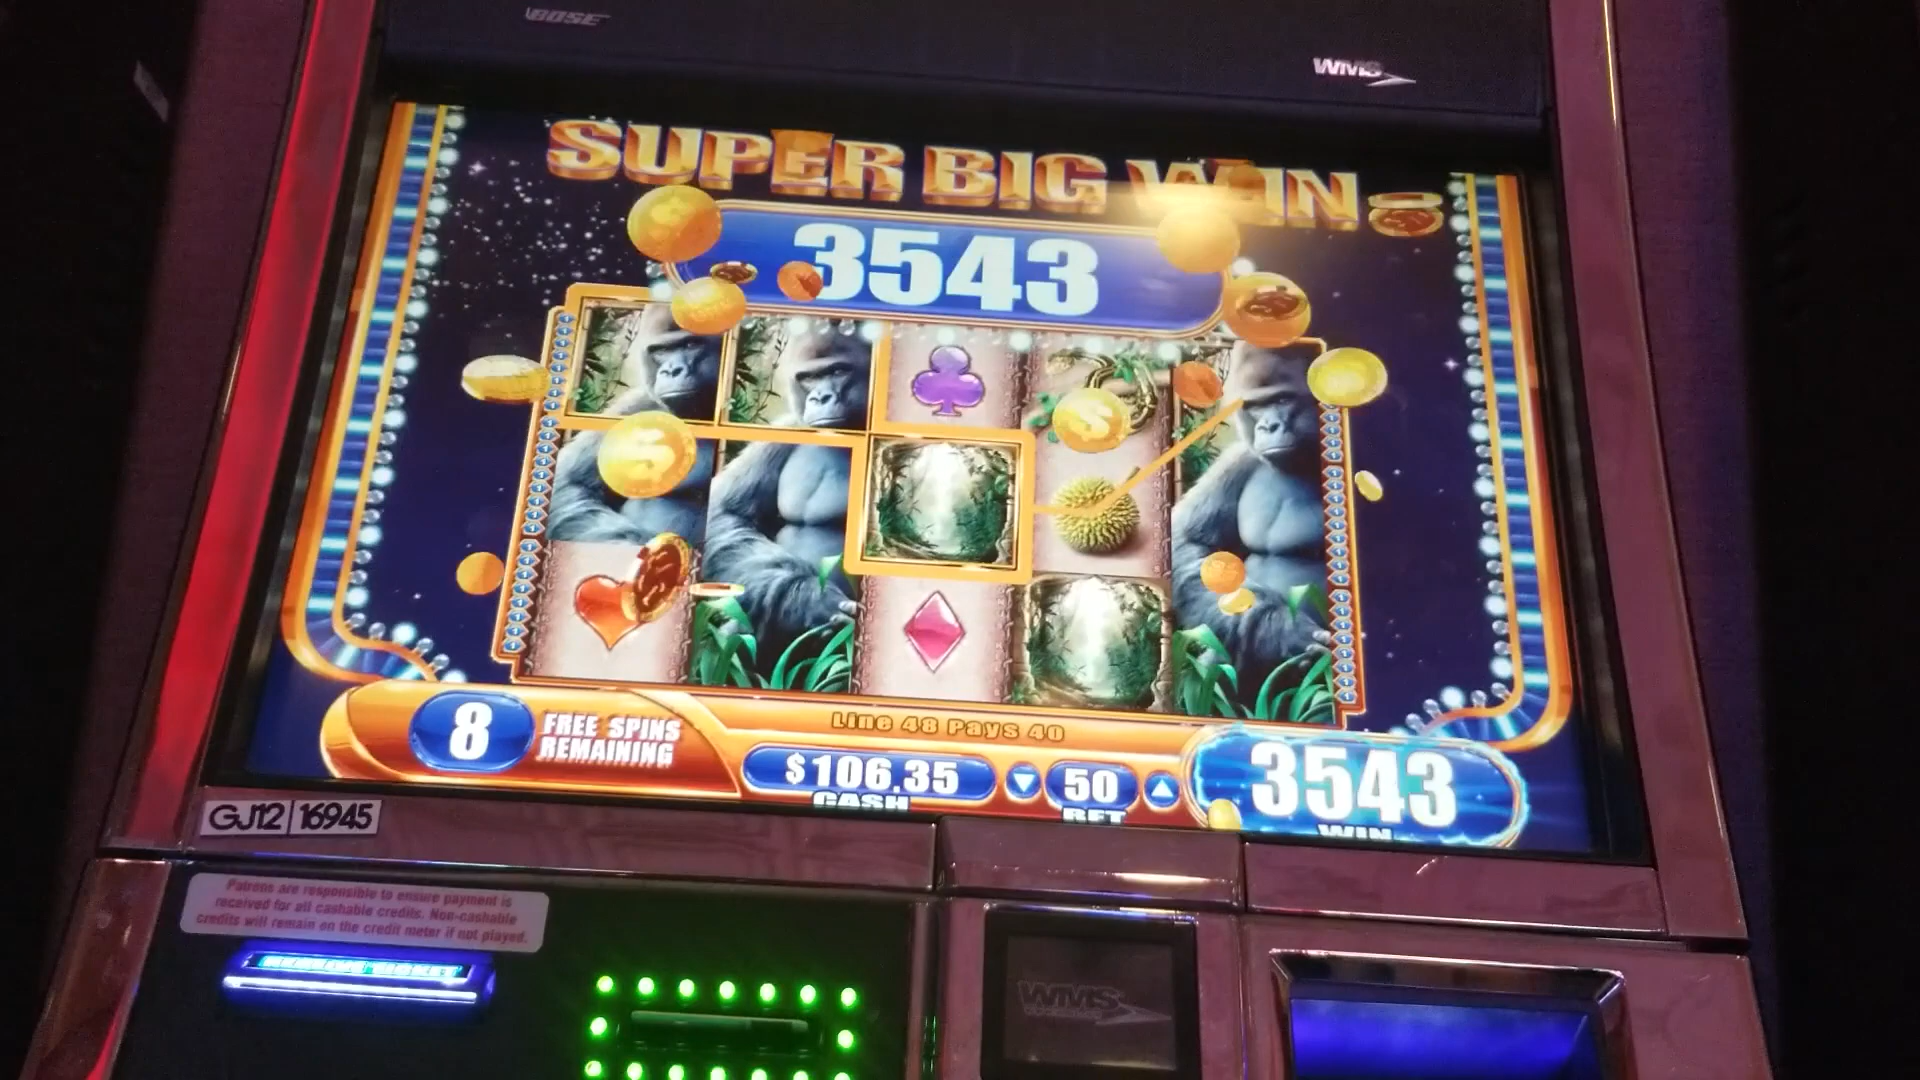 BOSE
WMS
SUPER BIG WIN
3543
8 FREE SPINS
REMAINING
Line 48 Pays 40
$106.35
CASH
50
BET
3543
WIN
GJ12 16945
Patrons are responsible to ensure payment is
received for all cashable credits. Non-cashable
credits will remain on the credit meter if not played.
WMS